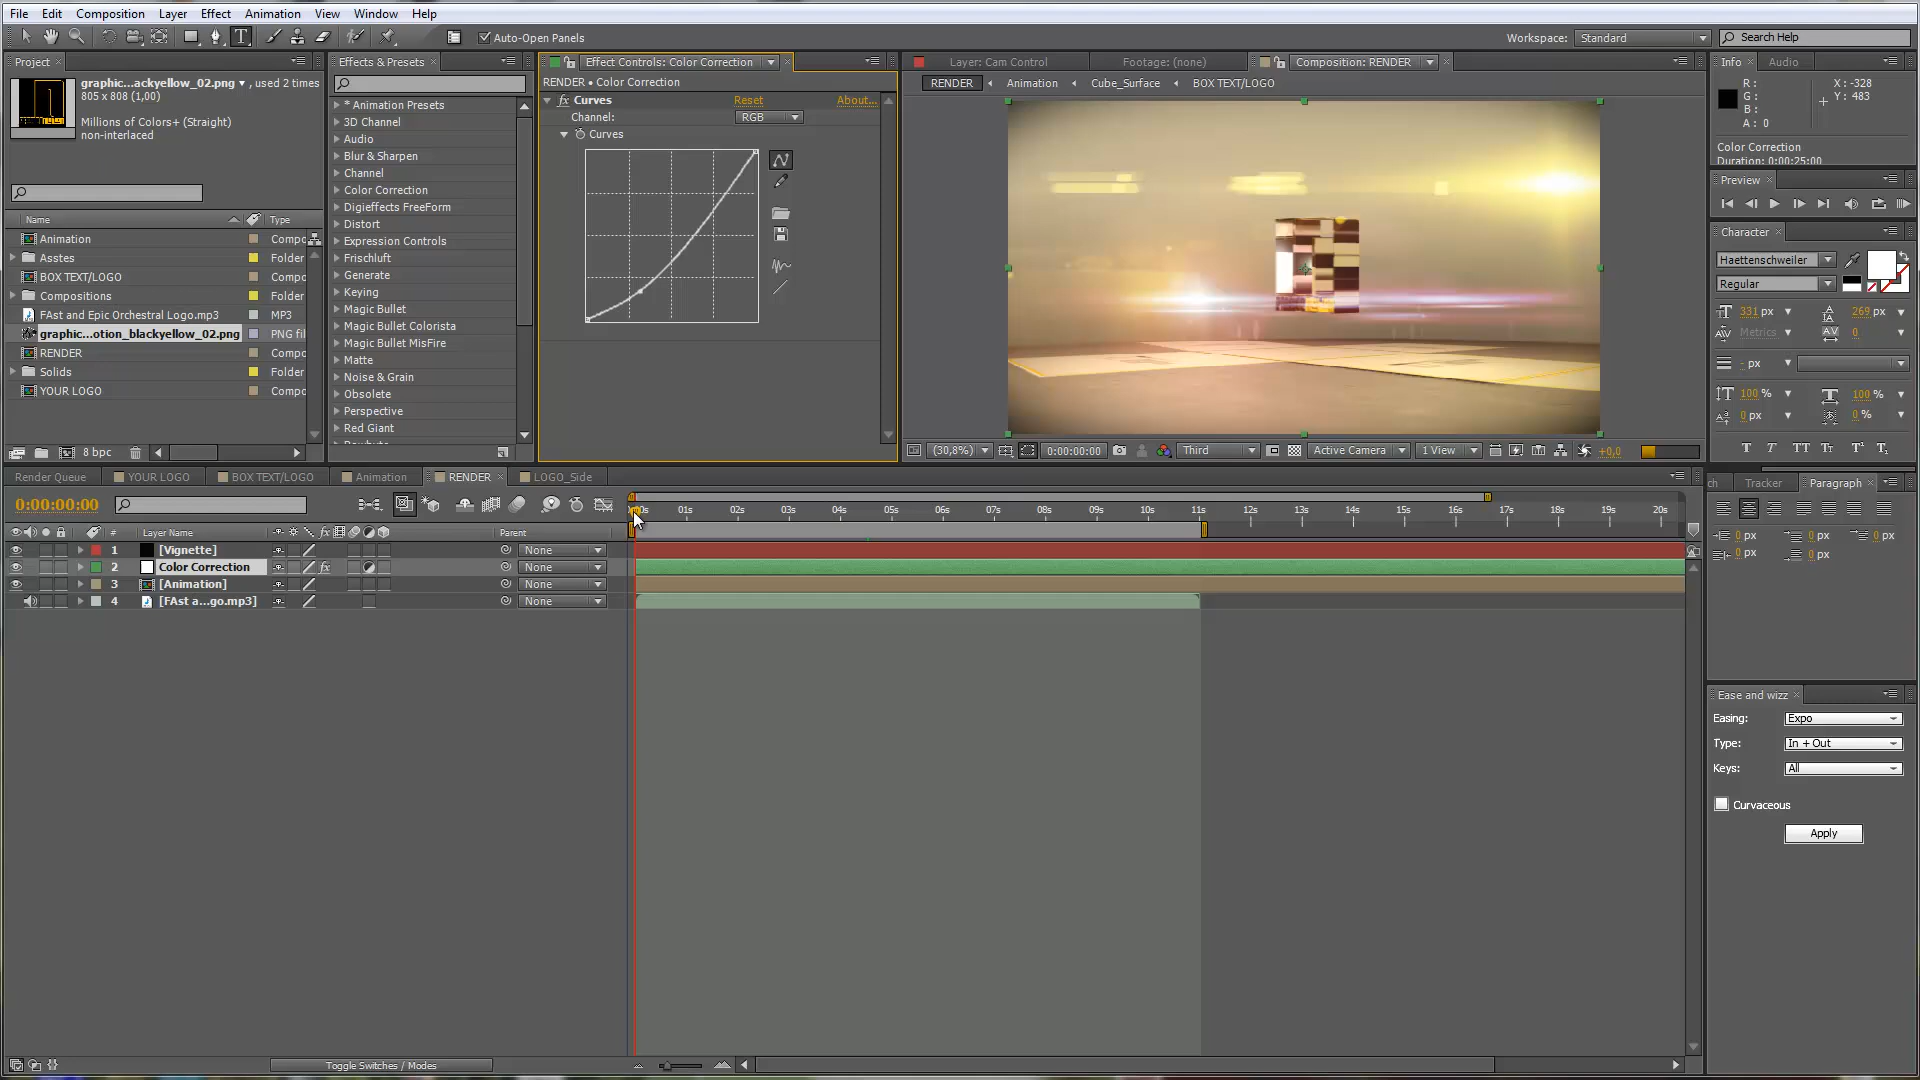 File Edit Composition Layer Effect Animation View Window Help
Auto-Open Panels
Workspace: Standard
Search Help
Project
graphic...ackyellow_02.png ▾ , used 2 times
805 x 808 (1,00)
Millions of Colors+ (Straight)
non-interlaced
Name Type
Animation Compo
Asstes Folder
BOX TEXT/LOGO Compo
Compositions Folder
FAst and Epic Orchestral Logo.mp3 MP3
graphic...otion_blackyellow_02.png PNG fil
RENDER Compo
Solids Folder
YOUR LOGO Compo
8 bpc
Effects & Presets
* Animation Presets
3D Channel
Audio
Blur & Sharpen
Channel
Color Correction
Digieffects FreeForm
Distort
Expression Controls
Frischluft
Generate
Keying
Magic Bullet
Magic Bullet Colorista
Magic Bullet MisFire
Matte
Noise & Grain
Obsolete
Perspective
Red Giant
Effect Controls: Color Correction
RENDER • Color Correction
fx Curves Reset About...
Channel: RGB
Curves
Layer: Cam Control
Footage: (none)
Composition: RENDER
RENDER Animation Cube_Surface BOX TEXT/LOGO
(30,8%) 0:00:00:00 Third Active Camera 1 View +0,0
Info Audio
R :
G :
B :
A : 0
X : -328
Y : 483
Color Correction
Duration: 0:00:25:00
Preview
Character
Haettenschweiler
Regular
331 px 269 px
Metrics 0
- px
100 % 100 %
0 px 0 %
T T TT Tt T¹ T₁
ch Tracker Paragraph
0 px 0 px 0 px
0 px 0 px
Ease and wizz
Easing: Expo
Type: In + Out
Keys: All
Curvaceous
Apply
Render Queue YOUR LOGO BOX TEXT/LOGO Animation RENDER LOGO_Side
0:00:00:00
01s 02s 03s 04s 05s 06s 07s 08s 09s 10s 11s 12s 13s 14s 15s 16s 17s 18s 19s 20s
# Layer Name fx Parent
1 [Vignette] None
2 Color Correction fx None
3 [Animation] None
4 [FAst a...go.mp3] None
Toggle Switches / Modes